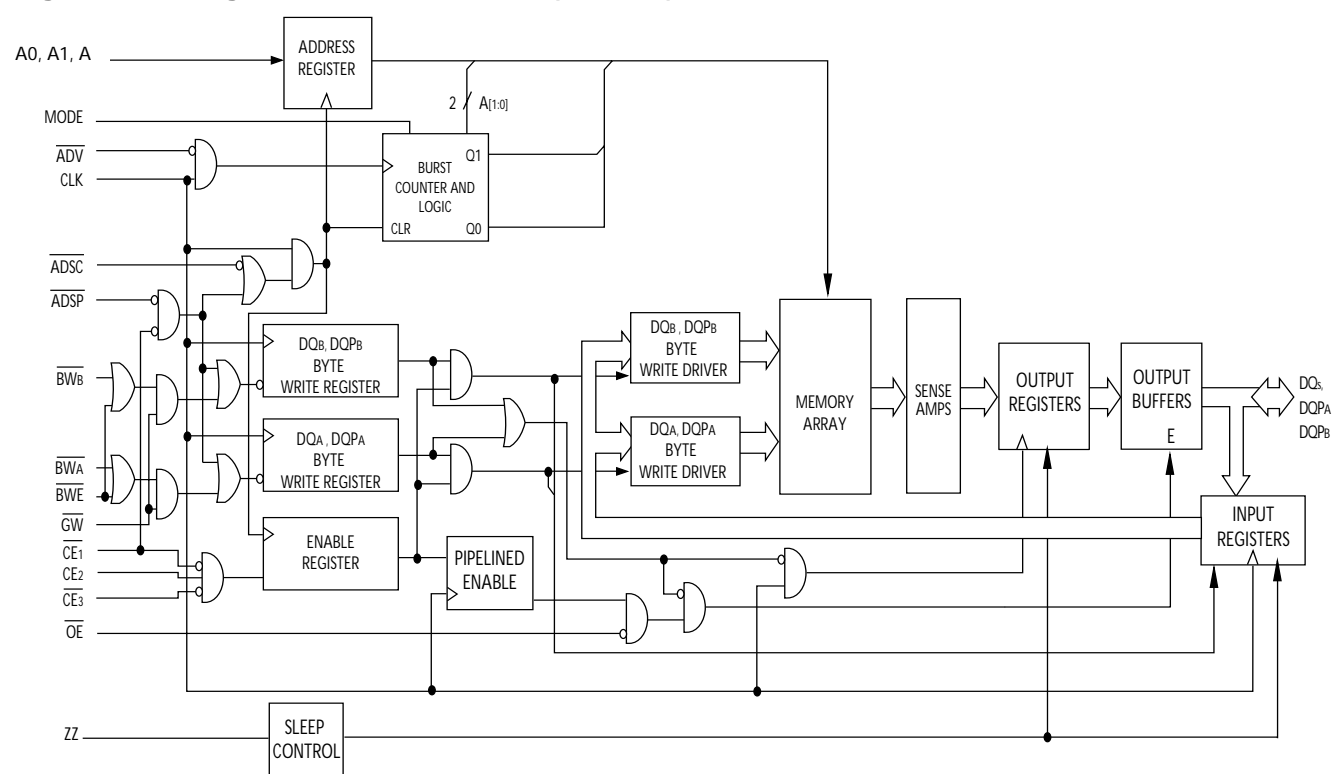 A0, A1, A
ADDRESS
REGISTER
2
A[1:0]
MODE
ADV
CLK
BURST
COUNTER AND
LOGIC
Q1
CLR
Q0
ADSC
ADSP
BWB
BWA
BWE
GW
CE1
CE2
CE3
OE
ZZ
DQB, DQPB
BYTE
WRITE REGISTER
DQA, DQPA
BYTE
WRITE REGISTER
ENABLE
REGISTER
PIPELINED
ENABLE
SLEEP
CONTROL
DQB, DQPB
BYTE
WRITE DRIVER
DQA, DQPA
BYTE
WRITE DRIVER
MEMORY
ARRAY
SENSE
AMPS
OUTPUT
REGISTERS
OUTPUT
BUFFERS
E
DQs,
DQPA
DQPB
INPUT
REGISTERS